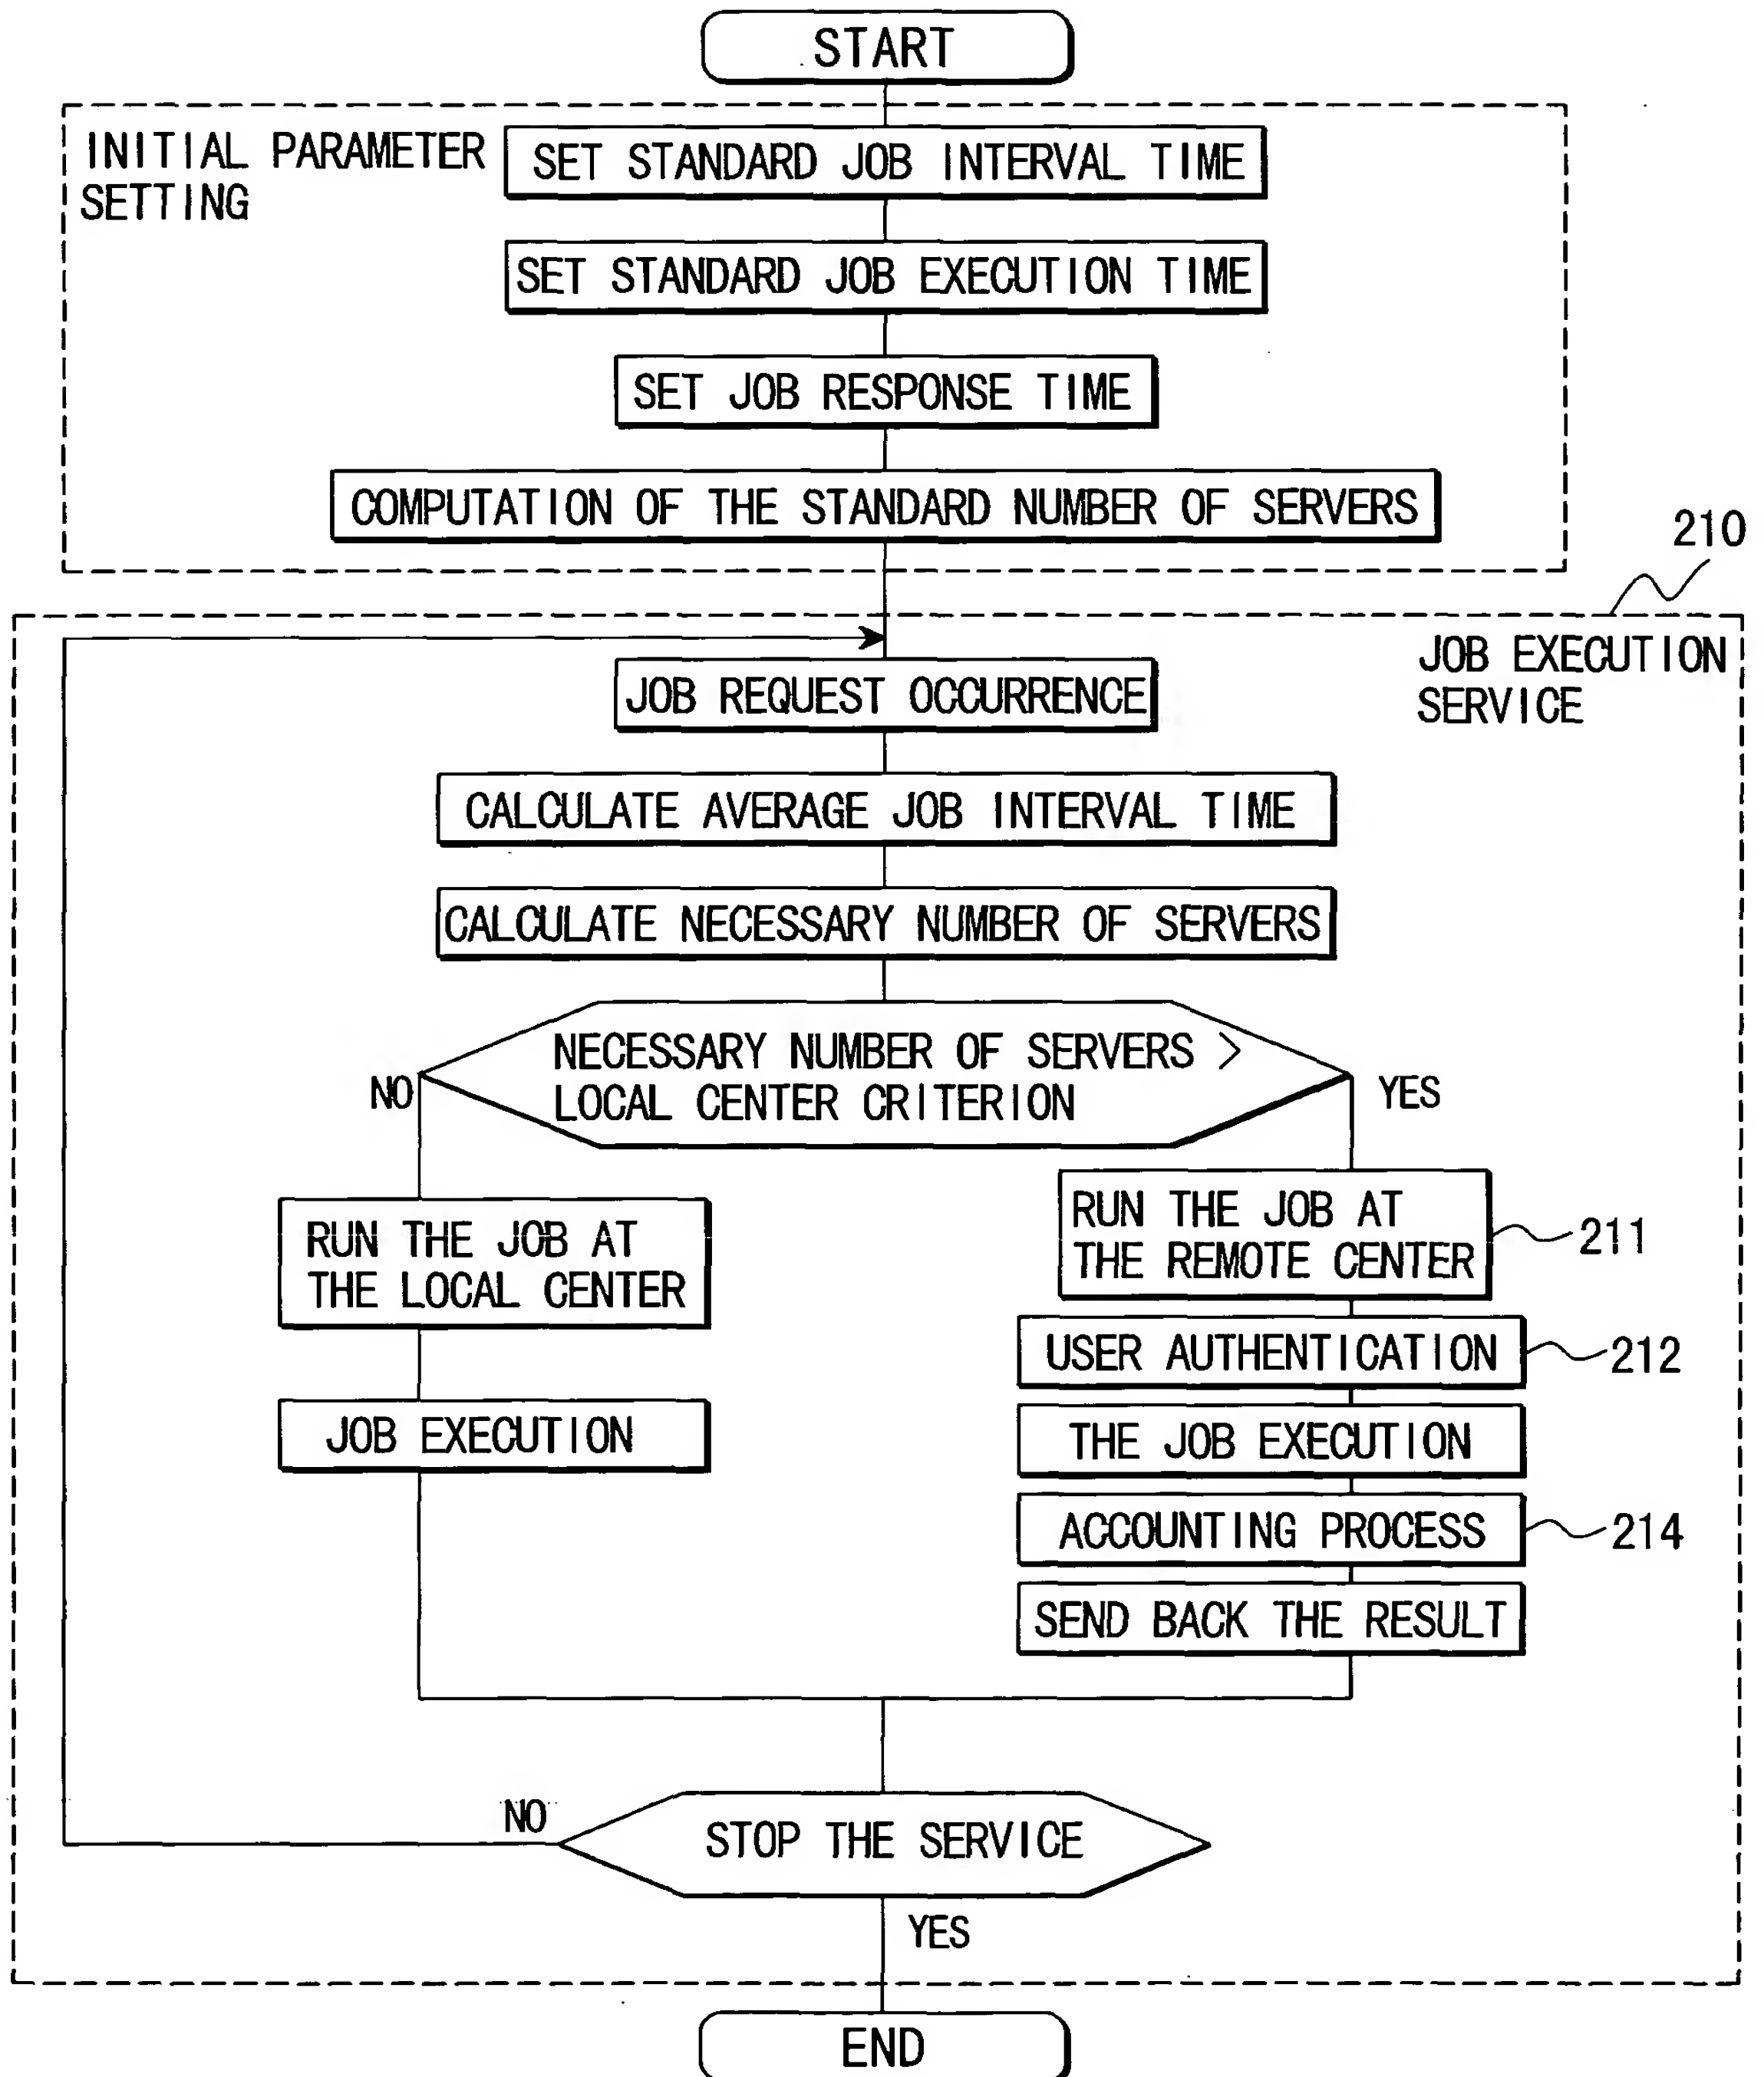 START
INITIAL PARAMETER
SETTING
SET STANDARD JOB INTERVAL TIME
SET STANDARD JOB EXECUTION TIME
SET JOB RESPONSE TIME
COMPUTATION OF THE STANDARD NUMBER OF SERVERS
210
JOB EXECUTION
SERVICE
JOB REQUEST OCCURRENCE
CALCULATE AVERAGE JOB INTERVAL TIME
CALCULATE NECESSARY NUMBER OF SERVERS
NECESSARY NUMBER OF SERVERS >
LOCAL CENTER CRITERION
NO
YES
RUN THE JOB AT
THE LOCAL CENTER
JOB EXECUTION
RUN THE JOB AT
THE REMOTE CENTER
211
USER AUTHENTICATION
212
THE JOB EXECUTION
ACCOUNTING PROCESS
214
SEND BACK THE RESULT
NO
STOP THE SERVICE
YES
END